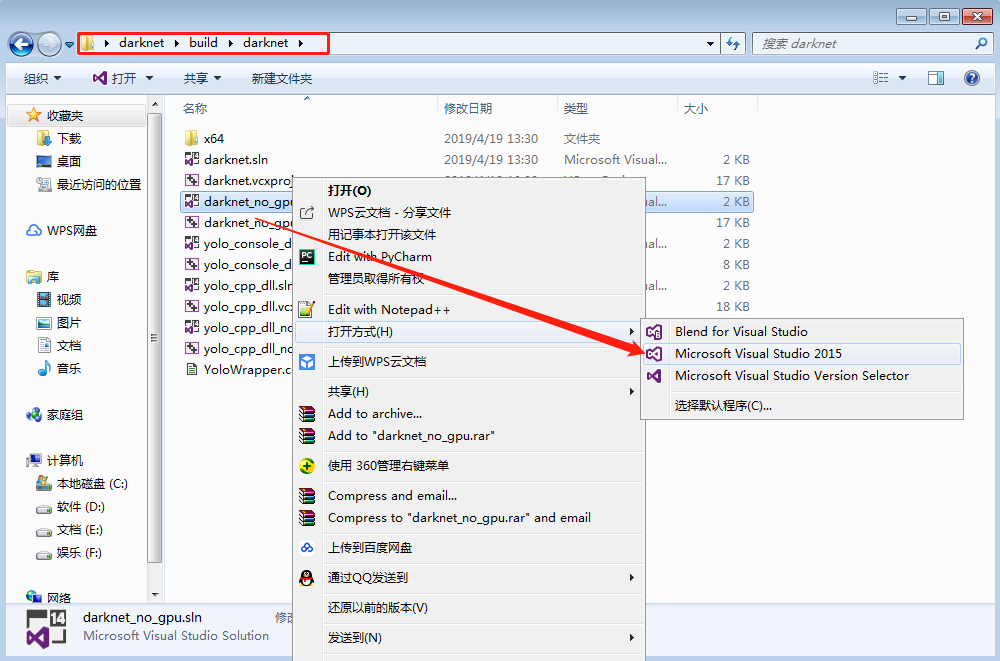 darknet build darknet
搜索 darknet
组织 打开 共享 新建文件夹
名称 修改日期 类型 大小
收藏夹
下载
桌面
最近访问的位置
WPS网盘
库
视频
图片
文档
音乐
家庭组
计算机
本地磁盘 (C:)
软件 (D:)
文档 (E:)
娱乐 (F:)
网络
x64 2019/4/19 13:30 文件夹
darknet.sln 2019/4/19 13:30 Microsoft Visual... 2 KB
darknet.vcxproj 17 KB
darknet_no_gpu 2 KB
darknet_no_gpu 17 KB
yolo_console_d 2 KB
yolo_console_d 8 KB
yolo_cpp_dll.sln 2 KB
yolo_cpp_dll.vc 18 KB
yolo_cpp_dll_no
yolo_cpp_dll_no
YoloWrapper.c
打开(O)
WPS云文档 - 分享文件
用记事本打开该文件
Edit with PyCharm
管理员取得所有权
Edit with Notepad++
打开方式(H)
上传到WPS云文档
共享(H)
Add to archive...
Add to "darknet_no_gpu.rar"
使用 360管理右键菜单
Compress and email...
Compress to "darknet_no_gpu.rar" and email
上传到百度网盘
通过QQ发送到
还原以前的版本(V)
发送到(N)
Blend for Visual Studio
Microsoft Visual Studio 2015
Microsoft Visual Studio Version Selector
选择默认程序(C)...
14
darknet_no_gpu.sln 修改
Microsoft Visual Studio Solution